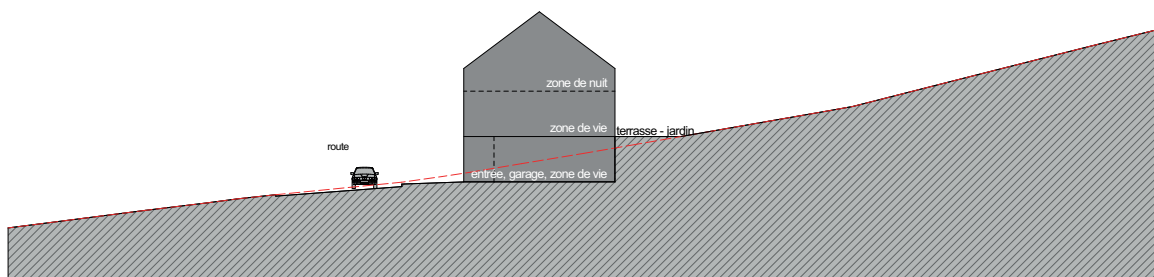 zone de nuit
zone de vie
terrasse - jardin
route
entrée, garage, zone de vie